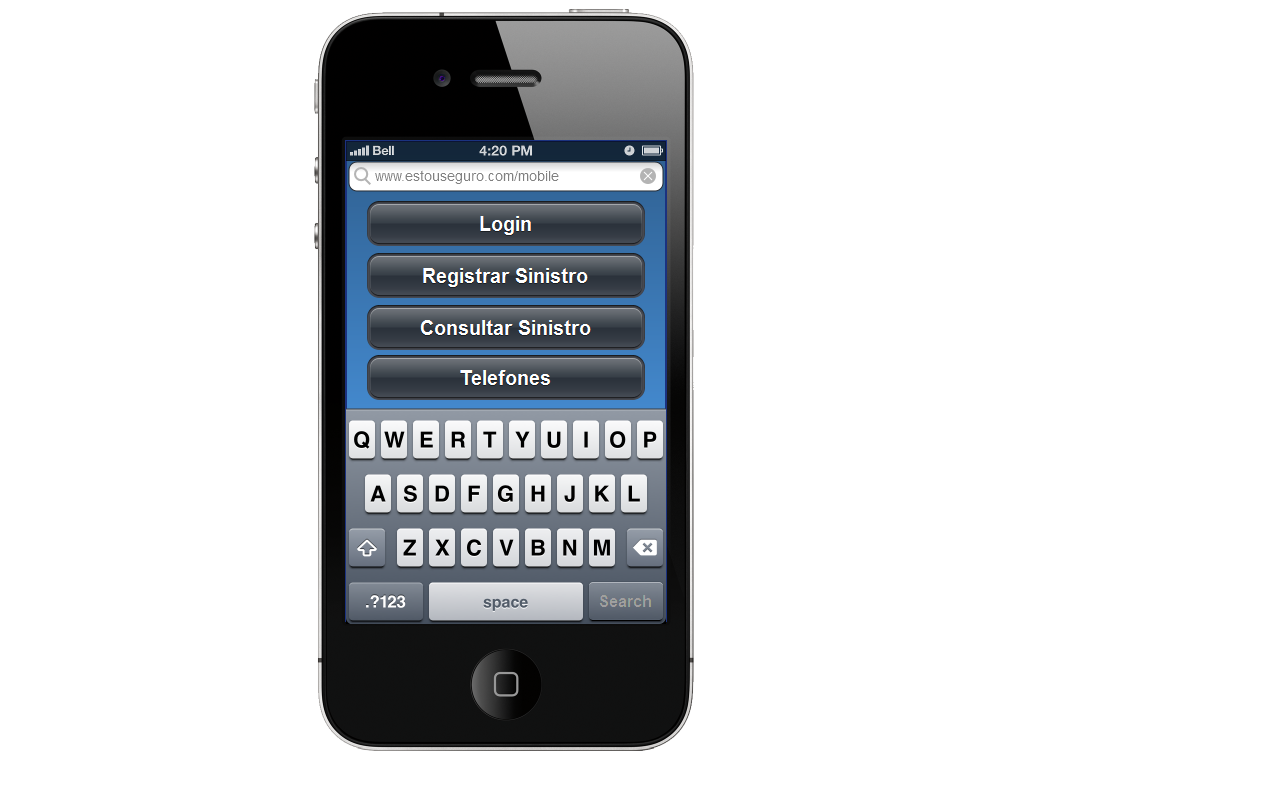 Bell 4:20 PM
www.estouseguro.com/mobile
Login
Registrar Sinistro
Consultar Sinistro
Telefones
Q W E R T Y U I O P
A S D F G H J K L
Z X C V B N M
.?123 space Search